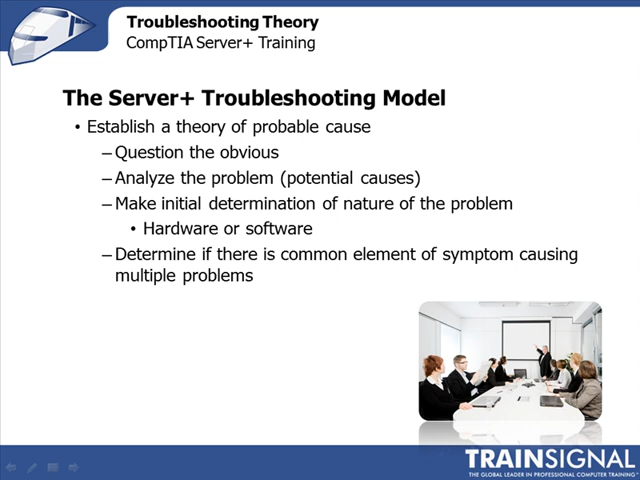 Troubleshooting Theory
CompTIA Server+ Training
The Server+ Troubleshooting Model
• Establish a theory of probable cause
– Question the obvious
– Analyze the problem (potential causes)
– Make initial determination of nature of the problem
• Hardware or software
– Determine if there is common element of symptom causing
multiple problems
TRAINSIGNAL
THE GLOBAL LEADER IN PROFESSIONAL COMPUTER TRAINING